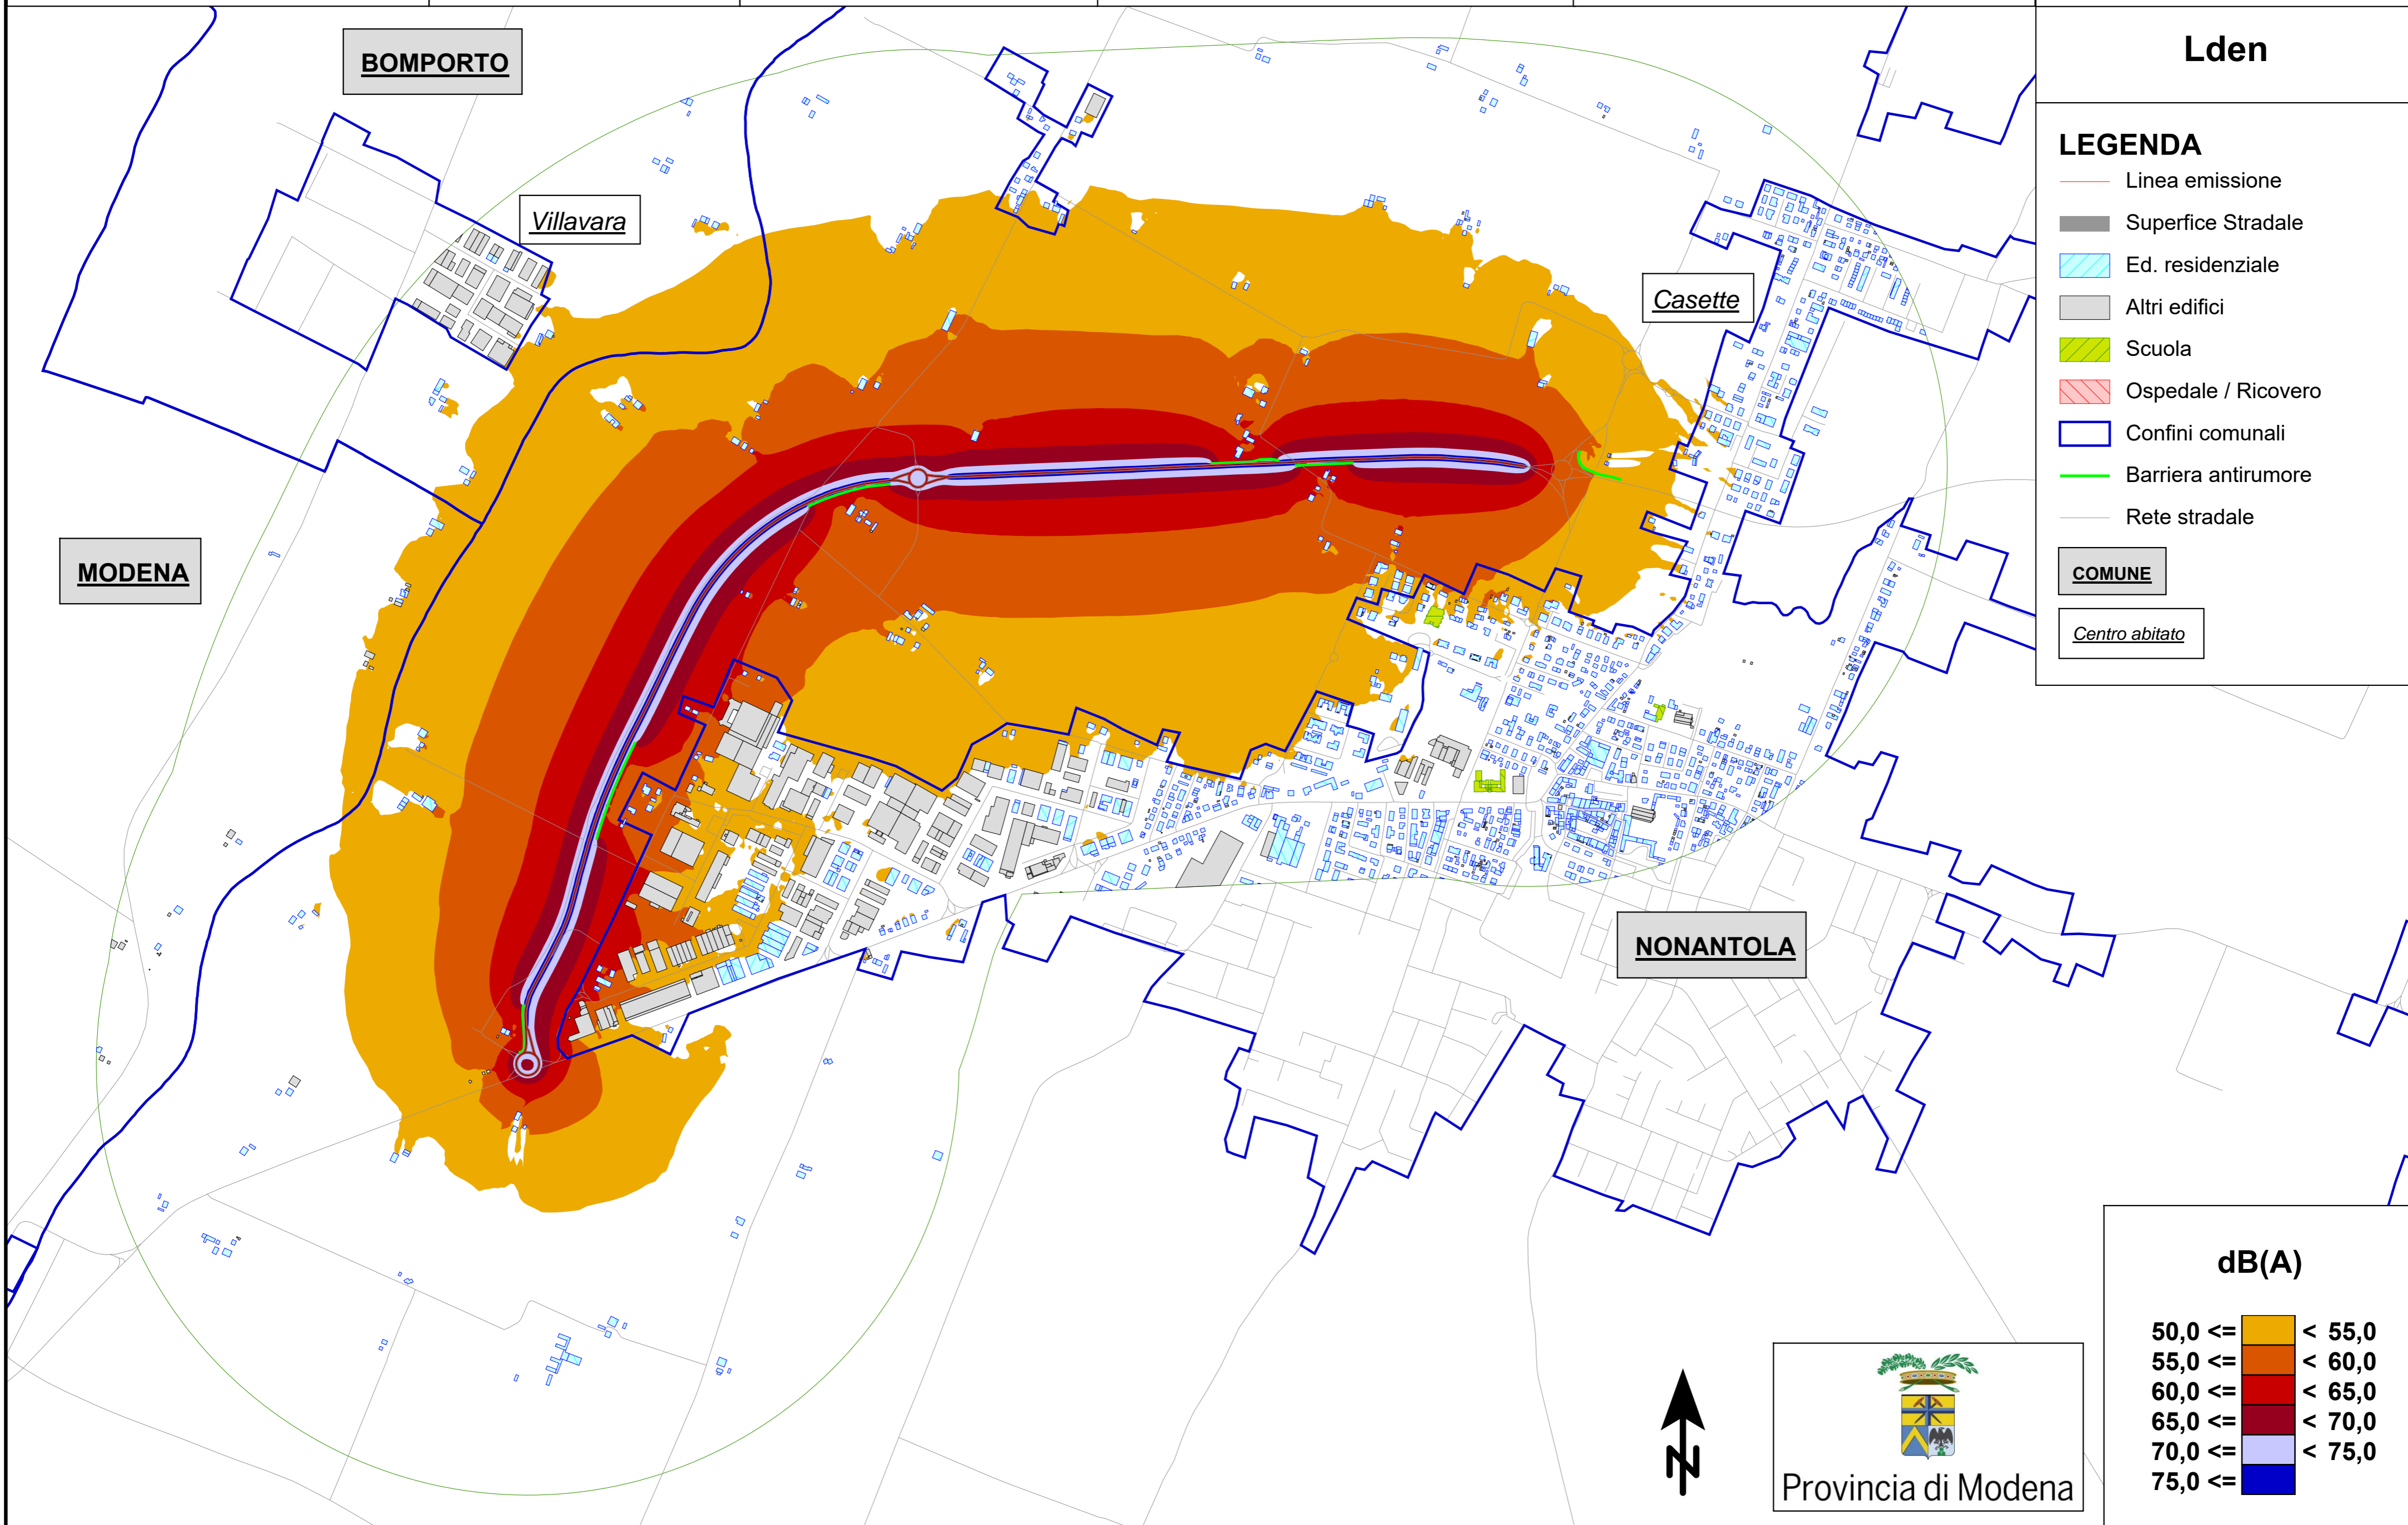 BOMPORTO
Villavara
Casette
MODENA
NONANTOLA
Lden
LEGENDA
Linea emissione
Superfice Stradale
Ed. residenziale
Altri edifici
Scuola
Ospedale / Ricovero
Confini comunali
Barriera antirumore
Rete stradale
COMUNE
Centro abitato
N
Provincia di Modena
dB(A)
50,0 <= < 55,0
55,0 <= < 60,0
60,0 <= < 65,0
65,0 <= < 70,0
70,0 <= < 75,0
75,0 <=